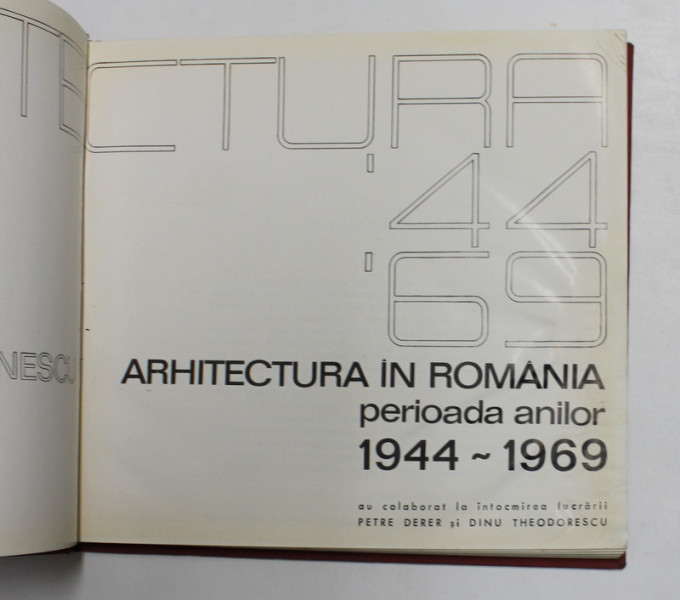 TECTURA
'44
'69
NESCU
ARHITECTURA ÎN ROMÂNIA
perioada anilor
1944 ~ 1969
au colaborat la întocmirea lucrării
PETRE DERER și DINU THEODORESCU